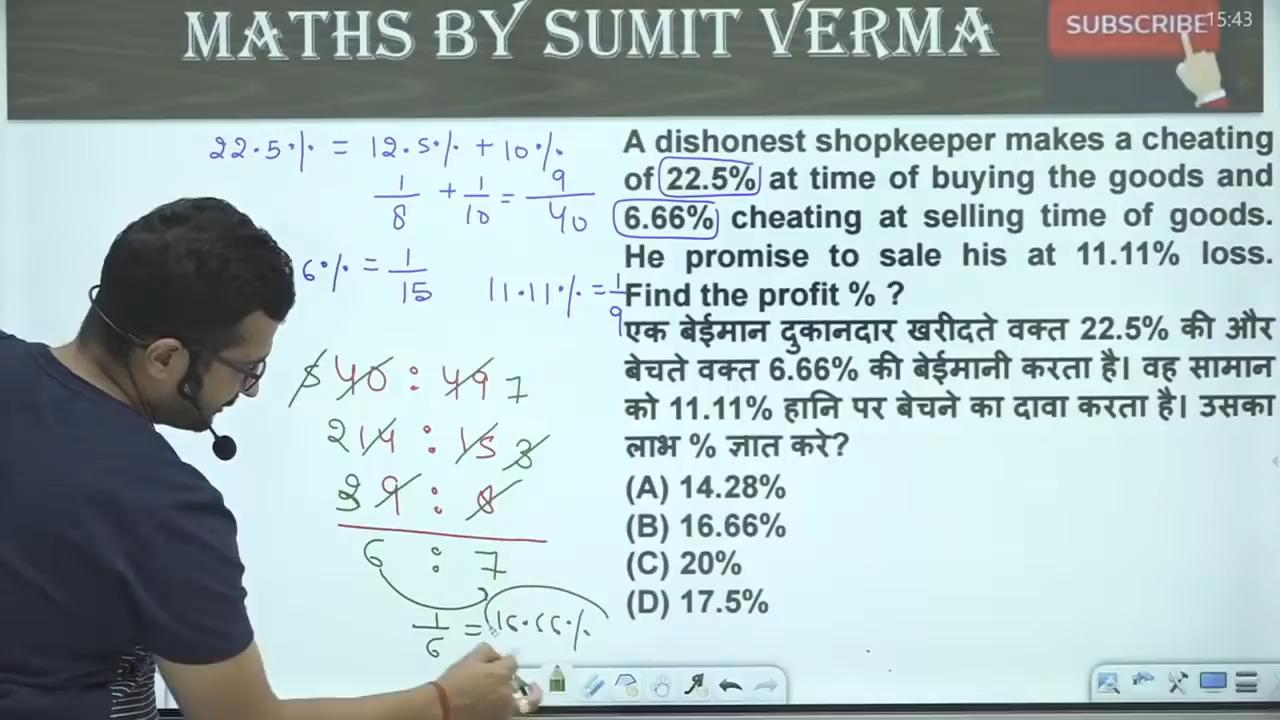 MATHS BY SUMIT VERMA
SUBSCRIBE
15:43
22.5% = 12.5% + 10%
1/8 + 1/10 = 9/40
6% = 1/15
11.11% = 1/9
5 40 : 49 7
2 14 : 15 3
3 9 : 8
6 : 7
1/6 = 16.66%
A dishonest shopkeeper makes a cheating
of 22.5% at time of buying the goods and
6.66% cheating at selling time of goods.
He promise to sale his at 11.11% loss.
Find the profit % ?
एक बेईमान दुकानदार खरीदते वक्त 22.5% की और
बेचते वक्त 6.66% की बेईमानी करता है। वह सामान
को 11.11% हानि पर बेचने का दावा करता है। उसका
लाभ % ज्ञात करे?
(A) 14.28%
(B) 16.66%
(C) 20%
(D) 17.5%